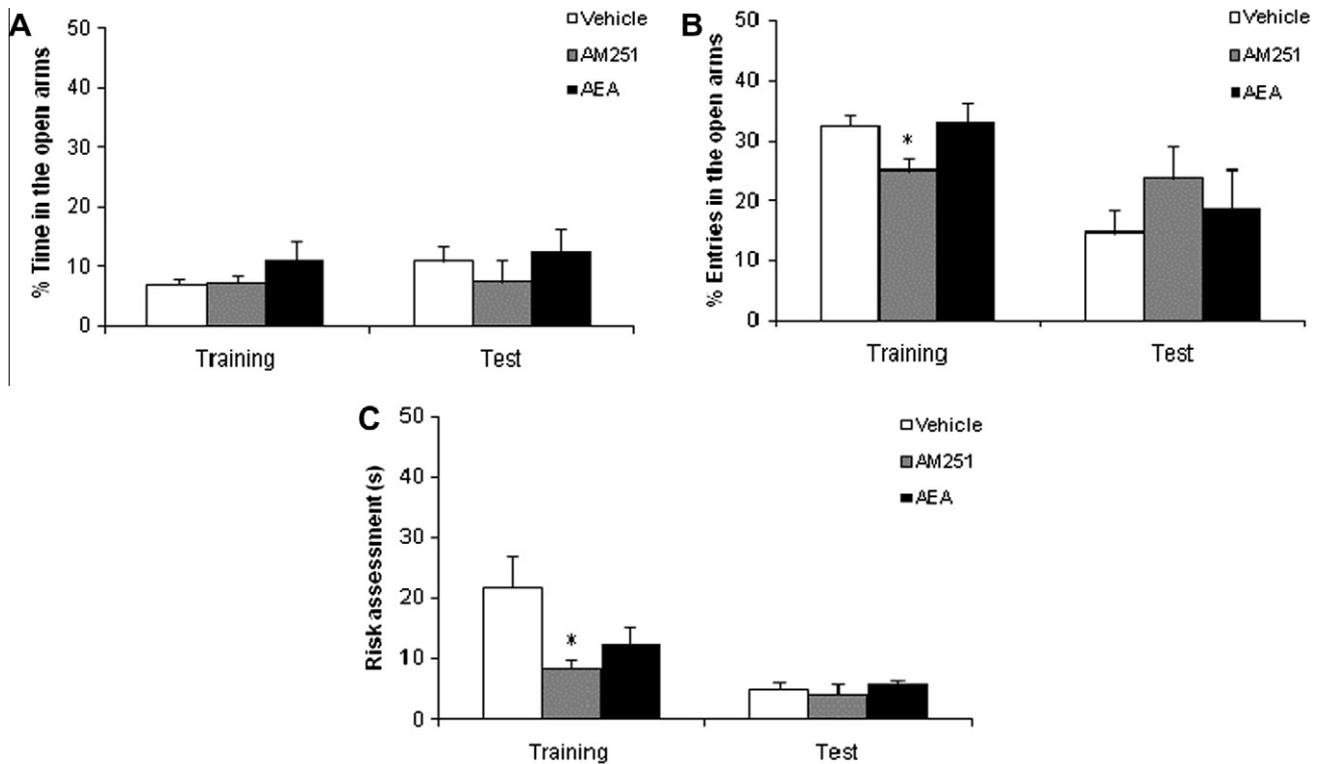 A
% Time in the open arms
50
40
30
20
10
0
Training
Test
Vehicle
AM251
AEA
B
% Entries in the open arms
50
40
30
20
10
0
*
Training
Test
Vehicle
AM251
AEA
C
Risk assessment (s)
50
40
30
20
10
0
*
Training
Test
Vehicle
AM251
AEA